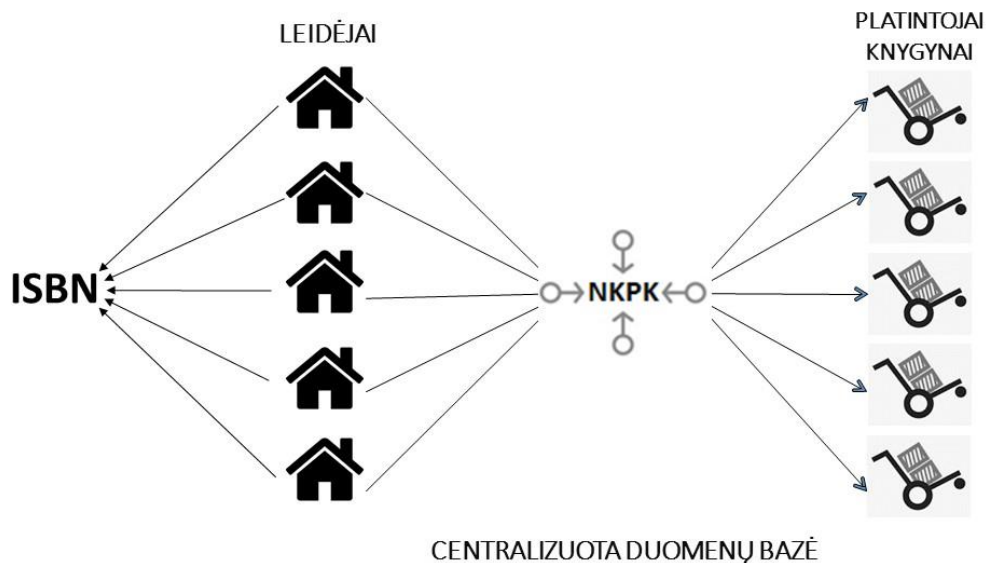 LEIDĖJAI
PLATINTOJAI
KNYGYNAI
ISBN
NKPK
CENTRALIZUOTA DUOMENŲ BAZĖ